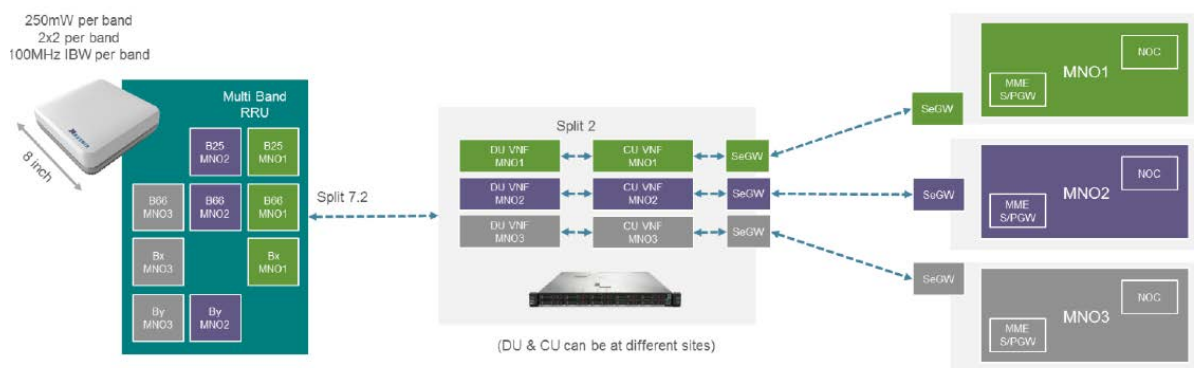 250mW per band
2x2 per band
100MHz IBW per band
8 inch
Multi Band
RRU
B25
MNO2
B25
MNO1
B66
MNO3
B66
MNO2
B66
MNO1
Bx
MNO3
Bx
MNO1
By
MNO3
By
MNO2
Split 7.2
Split 2
DU VNF
MNO1
CU VNF
MNO1
SeGW
DU VNF
MNO2
CU VNF
MNO2
SeGW
DU VNF
MNO3
CU VNF
MNO3
SeGW
(DU & CU can be at different sites)
SeGW
MME
S/PGW
MNO1
NOC
SeGW
MME
S/PGW
MNO2
NOC
SeGW
MME
S/PGW
MNO3
NOC